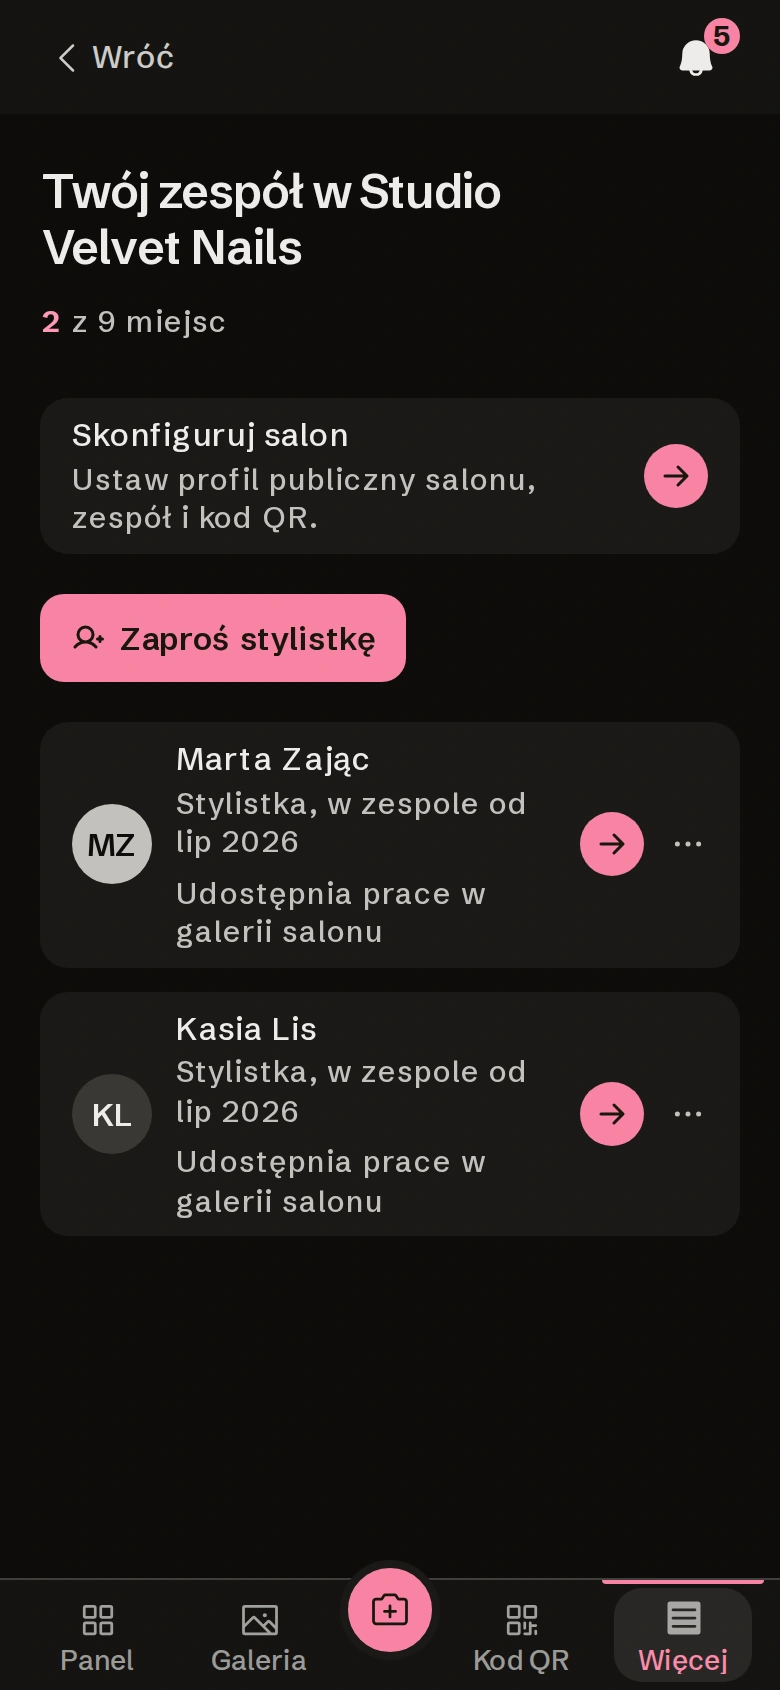 Wróć
5
Twój zespół w Studio
Velvet Nails
2 z 9 miejsc
Skonfiguruj salon
Ustaw profil publiczny salonu,
zespół i kod QR.
Zaproś stylistkę
MZ
Marta Zając
Stylistka, w zespole od
lip 2026
Udostępnia prace w
galerii salonu
KL
Kasia Lis
Stylistka, w zespole od
lip 2026
Udostępnia prace w
galerii salonu
Panel
Galeria
Kod QR
Więcej